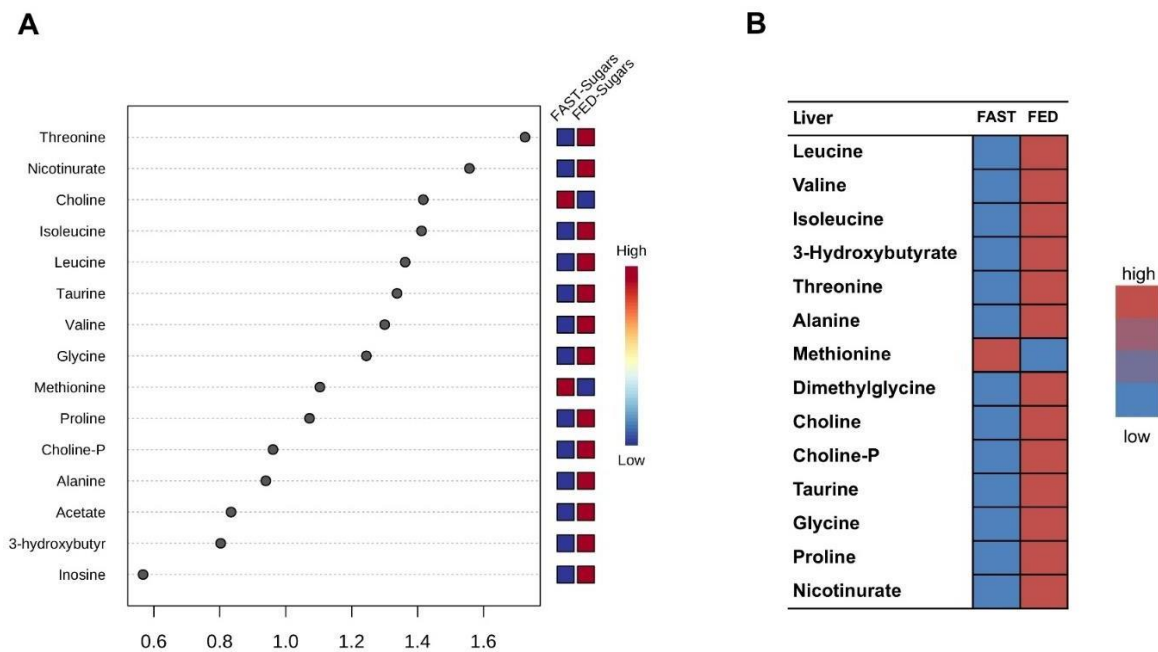 A
FAST-Sugars
FED-Sugars
Threonine
Nicotinurate
Choline
Isoleucine
Leucine
Taurine
Valine
Glycine
Methionine
Proline
Choline-P
Alanine
Acetate
3-hydroxybutyr
Inosine
0.6 0.8 1.0 1.2 1.4 1.6
High
Low
B
Liver FAST FED
Leucine
Valine
Isoleucine
3-Hydroxybutyrate
Threonine
Alanine
Methionine
Dimethylglycine
Choline
Choline-P
Taurine
Glycine
Proline
Nicotinurate
high
low